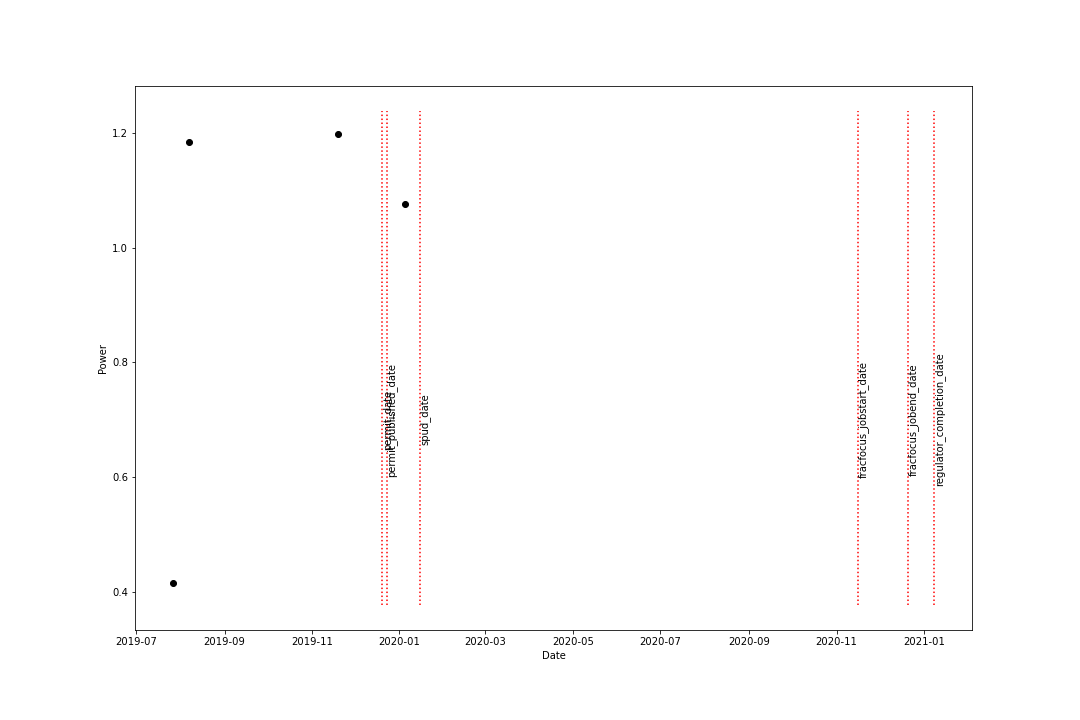 1.2
1.0
0.8
0.6
0.4
Power
permit_date
permit_published_date
spud_date
fracfocus_jobstart_date
fracfocus_jobend_date
regulator_completion_date
2019-07 2019-09 2019-11 2020-01 2020-03 2020-05 2020-07 2020-09 2020-11 2021-01
Date